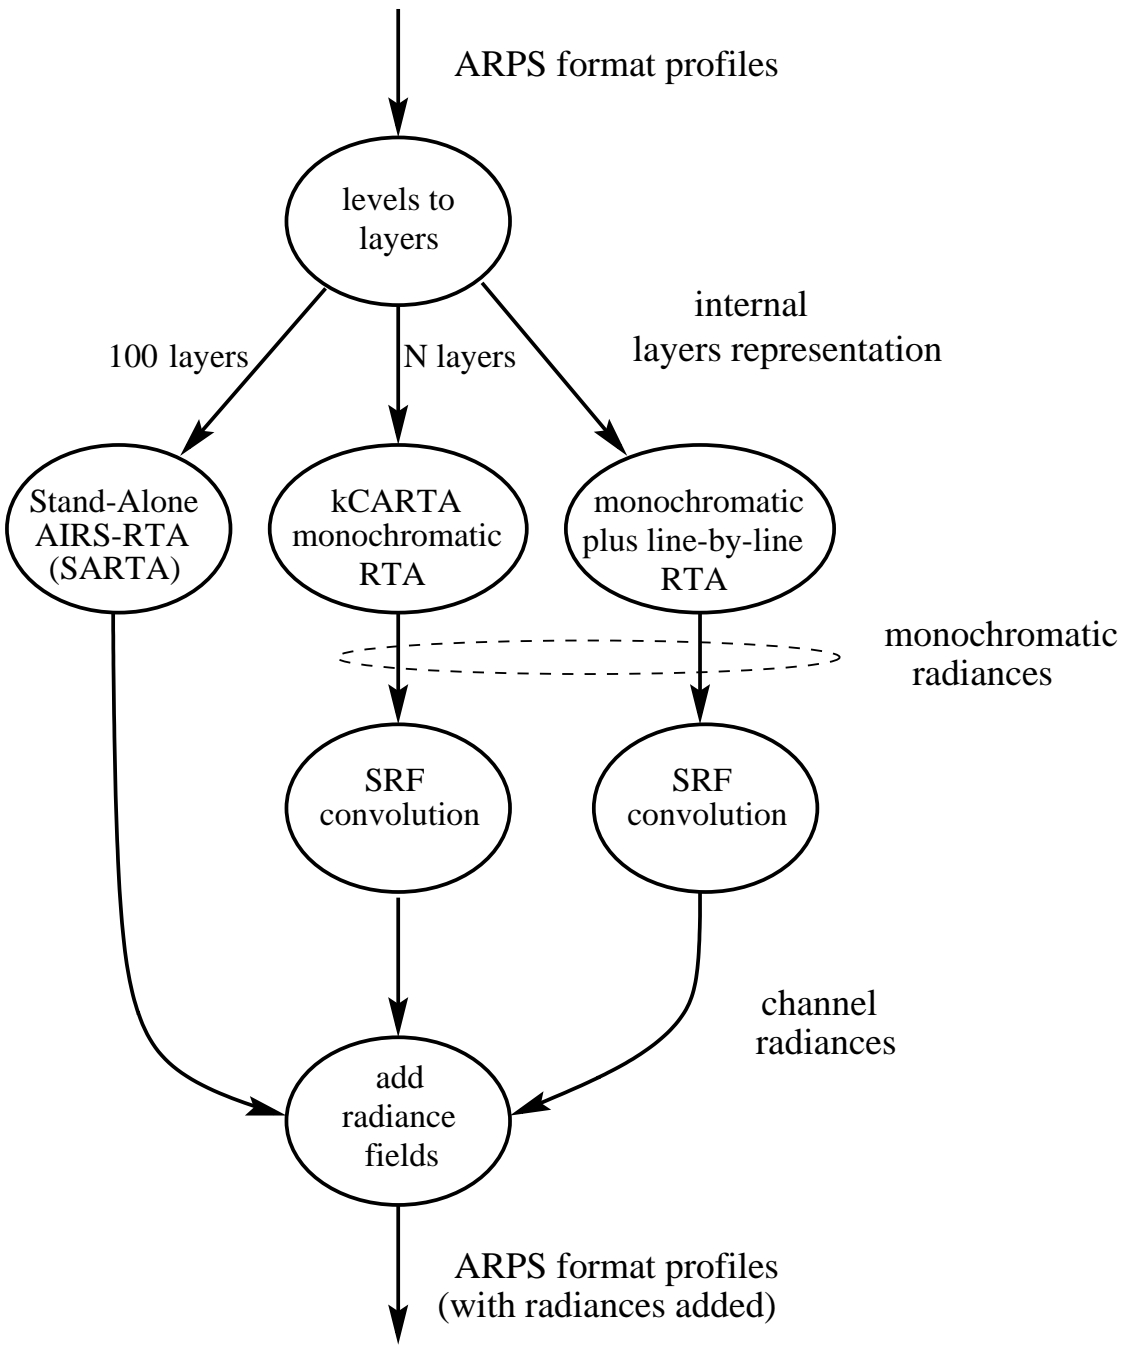 ARPS format profiles
levels to
layers
internal
layers representation
100 layers
N layers
Stand-Alone
AIRS-RTA
(SARTA)
kCARTA
monochromatic
RTA
monochromatic
plus line-by-line
RTA
monochromatic
radiances
SRF
convolution
SRF
convolution
channel
radiances
add
radiance
fields
ARPS format profiles
(with radiances added)